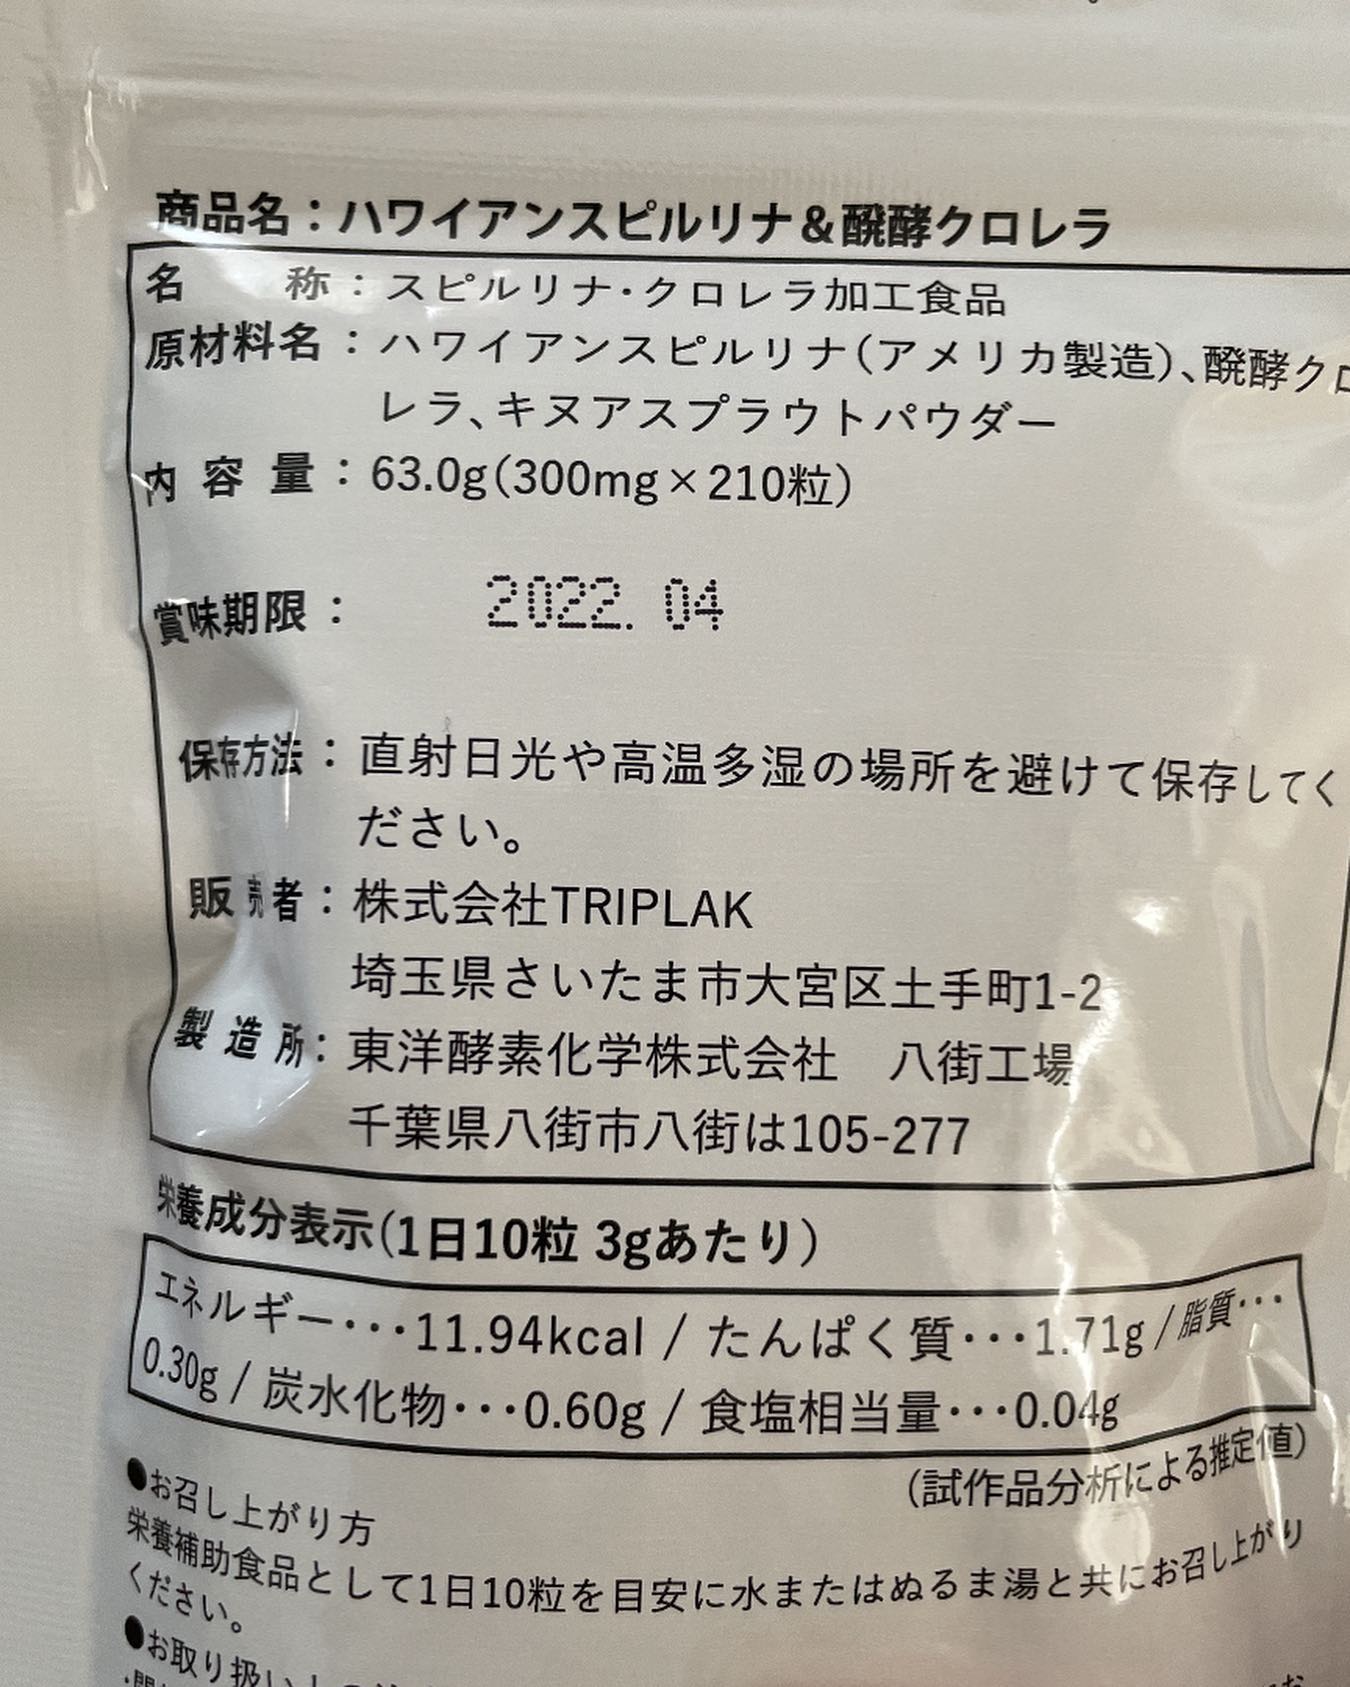 商品名：ハワイアンスピルリナ＆醗酵クロレラ
名　　称：スピルリナ・クロレラ加工食品
原材料名：ハワイアンスピルリナ（アメリカ製造）、醗酵クロ
レラ、キヌアスプラウトパウダー
内 容 量：63.0g（300mg×210粒）
賞味期限： 2022. 04
保存方法：直射日光や高温多湿の場所を避けて保存してく
ださい。
販売者：株式会社TRIPLAK
埼玉県さいたま市大宮区土手町1-2
製 造 所：東洋酵素化学株式会社　八街工場
千葉県八街市八街は105-277
栄養成分表示（1日10粒 3gあたり）
エネルギー･･･11.94kcal / たんぱく質･･･1.71g / 脂質･･･
0.30g / 炭水化物･･･0.60g / 食塩相当量･･･0.04g
（試作品分析による推定値）
●お召し上がり方
栄養補助食品として1日10粒を目安に水またはぬるま湯と共にお召し上がり
ください。
●お取り扱い